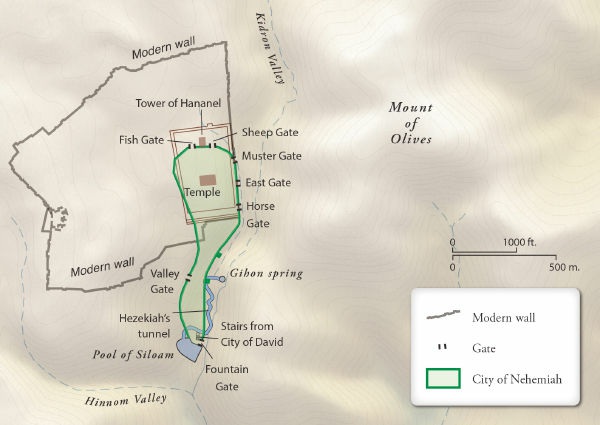 Modern wall
Kidron Valley
Tower of Hananel
Mount
of
Olives
Fish Gate
Sheep Gate
Muster Gate
East Gate
Temple
Horse
Gate
Modern wall
Valley
Gate
Gihon spring
0 1000 ft.
0 500 m.
Hezekiah's
tunnel
Stairs from
City of David
Pool of Siloam
Fountain
Gate
Hinnom Valley
Modern wall
Gate
City of Nehemiah